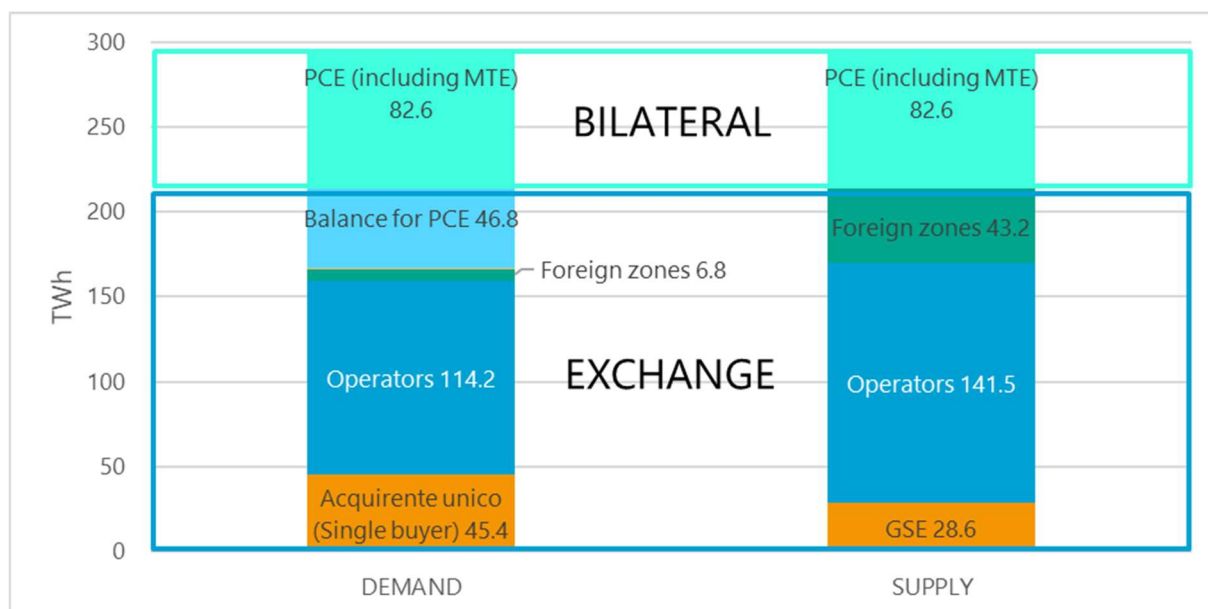 300
250
200
150
100
50
0
TWh
PCE (including MTE)
82.6
BILATERAL
PCE (including MTE)
82.6
Balance for PCE 46.8
Foreign zones 43.2
Foreign zones 6.8
Operators 114.2
EXCHANGE
Operators 141.5
Acquirente unico
(Single buyer) 45.4
GSE 28.6
DEMAND
SUPPLY